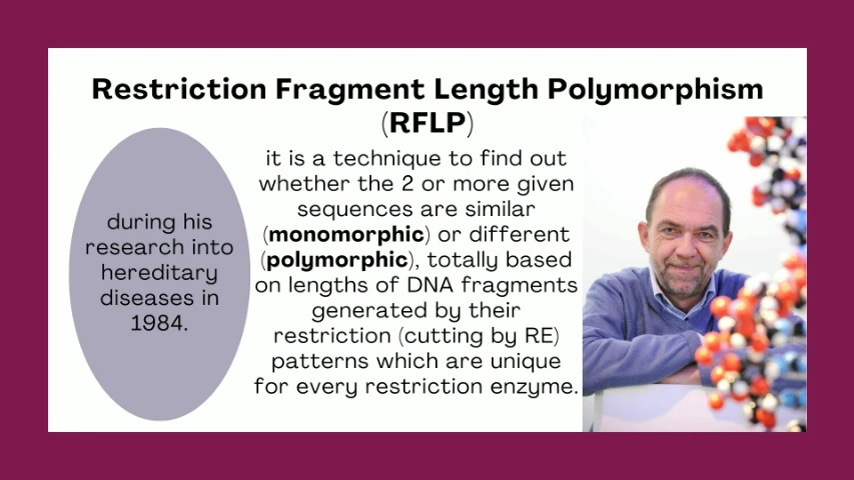 Restriction Fragment Length Polymorphism
(RFLP)
during his
research into
hereditary
diseases in
1984.
it is a technique to find out
whether the 2 or more given
sequences are similar
(monomorphic) or different
(polymorphic), totally based
on lengths of DNA fragments
generated by their
restriction (cutting by RE)
patterns which are unique
for every restriction enzyme.